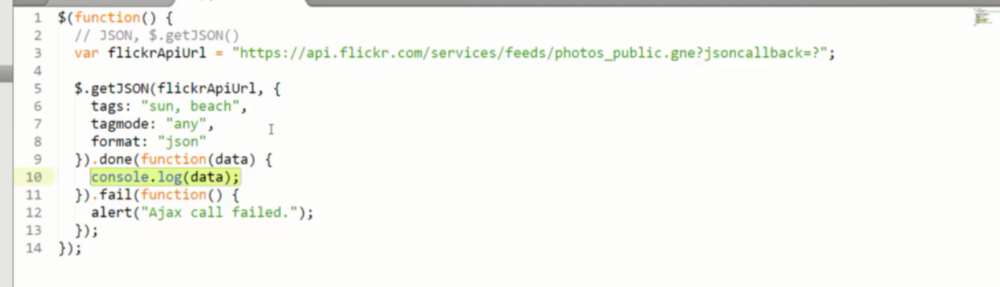 1 $(function() {
2 // JSON, $.getJSON()
3 var flickrApiUrl = "https://api.flickr.com/services/feeds/photos_public.gne?jsoncallback=?";
4
5 $.getJSON(flickrApiUrl, {
6 tags: "sun, beach",
7 tagmode: "any",
8 format: "json"
9 }).done(function(data) {
10 console.log(data);
11 }).fail(function() {
12 alert("Ajax call failed.");
13 });
14 });